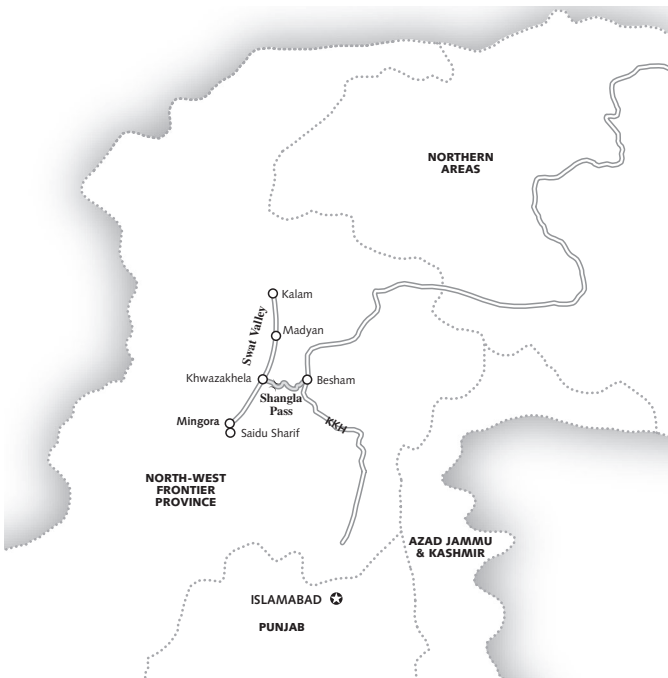 NORTHERN
AREAS
Kalam
Swat Valley
Madyan
Khwazakhela
Besham
Shangla
Pass
Mingora
KKH
Saidu Sharif
NORTH-WEST
FRONTIER
PROVINCE
AZAD JAMMU
& KASHMIR
ISLAMABAD
PUNJAB